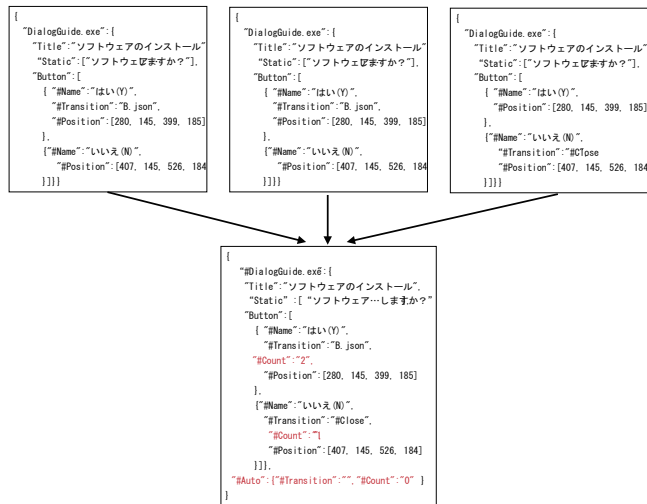 {
"DialogGuide.exe":{
"Title":"ソフトウェアのインストール"
"Static":["ソフトウェますか？"],
"Button":[
{ "#Name":"はい(Y)",
"#Transition":"B.json",
"#Position":[280, 145, 399, 185]
},
{"#Name":"いいえ(N)",
"#Position":[407, 145, 526, 184
}]}}
{
"DialogGuide.exe":{
"Title":"ソフトウェアのインストール"
"Static":["ソフトウェますか？"],
"Button":[
{ "#Name":"はい(Y)",
"#Transition":"B.json",
"#Position":[280, 145, 399, 185]
},
{"#Name":"いいえ(N)",
"#Position":[407, 145, 526, 184
}]}}
{
"DialogGuide.exe":{
"Title":"ソフトウェアのインストール"
"Static":["ソフトウェますか？"],
"Button":[
{ "#Name":"はい(Y)",
"#Transition":"B.json",
"#Position":[280, 145, 399, 185]
},
{"#Name":"いいえ(N)"
"#Transition":"#Close
"#Position":[407, 145, 526, 184
}]}}
{
"#DialogGuide.exe":{
"Title":"ソフトウェアのインストール",
"Static" :[ "ソフトウェア…しますか？"
"Button":[
{ "#Name":"はい(Y)",
"#Transition":"B.json",
"#Count":"2",
"#Position":[280, 145, 399, 185]
},
{"#Name":"いいえ(N)",
"#Transition":"#Close",
"#Count":"1
"#Position":[407, 145, 526, 184]
}]},
"#Auto":{"#Transition":"","#Count":"0" }
}